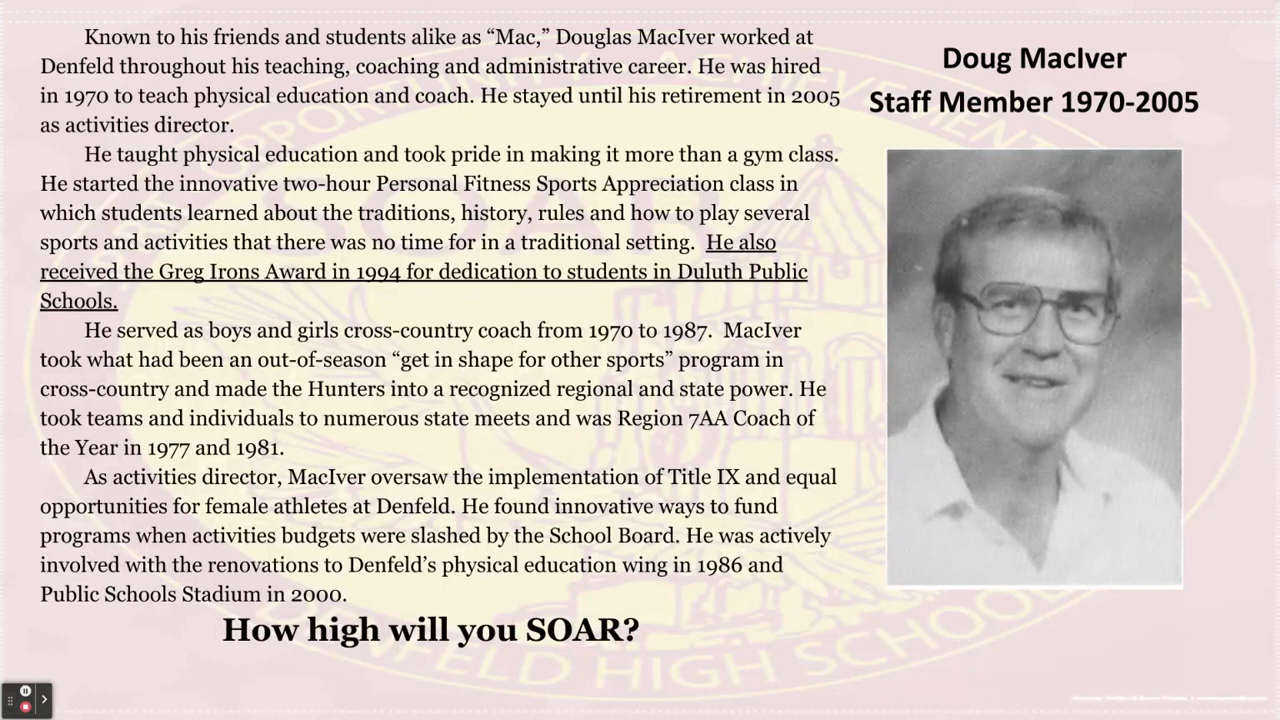 Known to his friends and students alike as “Mac,” Douglas MacIver worked at
Denfeld throughout his teaching, coaching and administrative career. He was hired
in 1970 to teach physical education and coach. He stayed until his retirement in 2005
as activities director.
He taught physical education and took pride in making it more than a gym class.
He started the innovative two-hour Personal Fitness Sports Appreciation class in
which students learned about the traditions, history, rules and how to play several
sports and activities that there was no time for in a traditional setting. He also
received the Greg Irons Award in 1994 for dedication to students in Duluth Public
Schools.
He served as boys and girls cross-country coach from 1970 to 1987. MacIver
took what had been an out-of-season “get in shape for other sports” program in
cross-country and made the Hunters into a recognized regional and state power. He
took teams and individuals to numerous state meets and was Region 7AA Coach of
the Year in 1977 and 1981.
As activities director, MacIver oversaw the implementation of Title IX and equal
opportunities for female athletes at Denfeld. He found innovative ways to fund
programs when activities budgets were slashed by the School Board. He was actively
involved with the renovations to Denfeld’s physical education wing in 1986 and
Public Schools Stadium in 2000.
How high will you SOAR?
Doug MacIver
Staff Member 1970-2005
DENFELD HIGH SCHOOL